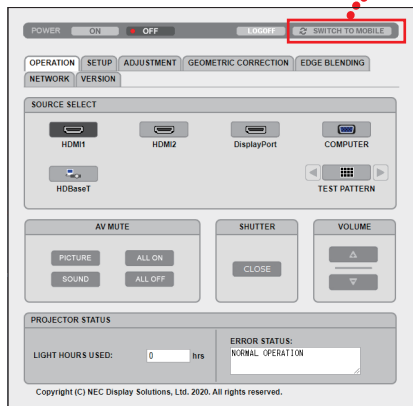 POWER ON OFF LOGOFF SWITCH TO MOBILE
OPERATION SETUP ADJUSTMENT GEOMETRIC CORRECTION EDGE BLENDING
NETWORK VERSION
SOURCE SELECT
HDMI1 HDMI2 DisplayPort COMPUTER
HDBaseT TEST PATTERN
AV MUTE SHUTTER VOLUME
PICTURE ALL ON
CLOSE
SOUND ALL OFF
PROJECTOR STATUS
ERROR STATUS:
LIGHT HOURS USED: 0 hrs NORMAL OPERATION
Copyright (C) NEC Display Solutions, Ltd. 2020. All rights reserved.